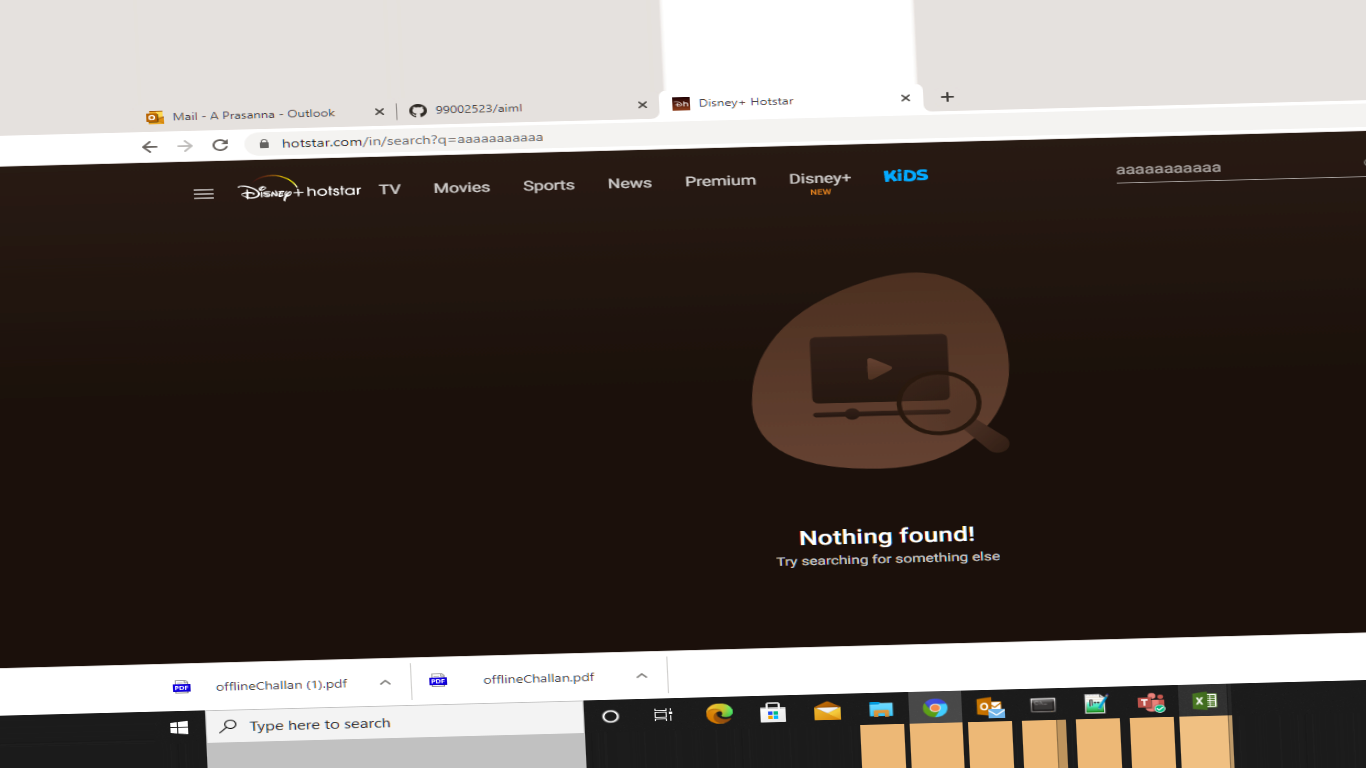 Mail - A Prasanna - Outlook
99002523/aiml
Disney+ Hotstar
hotstar.com/in/search?q=aaaaaaaaaaa
Disney+ hotstar TV Movies Sports News Premium Disney+ KiDS aaaaaaaaaaa
NEW
Nothing found!
Try searching for something else
PDF offlineChallan (1).pdf PDF offlineChallan.pdf
Type here to search